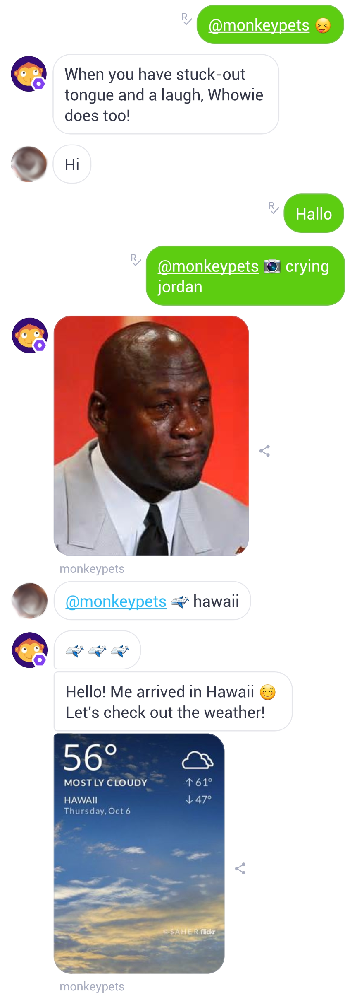 R
@monkeypets 😝
When you have stuck-out
tongue and a laugh, Whowie
does too!
Hi
R
Hallo
R
@monkeypets 📷 crying
jordan
monkeypets
@monkeypets 🛩 hawaii
🛩 🛩 🛩
Hello! Me arrived in Hawaii 😊
Let's check out the weather!
56°
MOSTLY CLOUDY ↑61°
HAWAII ↓47°
Thursday, Oct 6
©SAHER flickr
monkeypets